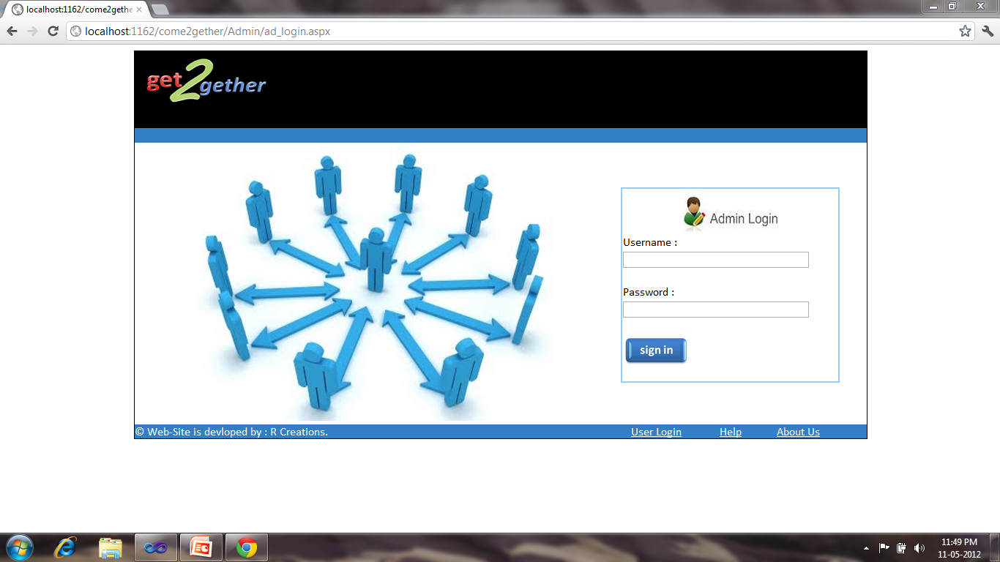 localhost:1162/come2gethe
localhost:1162/come2gether/Admin/ad_login.aspx
get2gether
Admin Login
Username :
Password :
sign in
© Web-Site is devloped by : R Creations.
User Login Help About Us
11:49 PM
11-05-2012